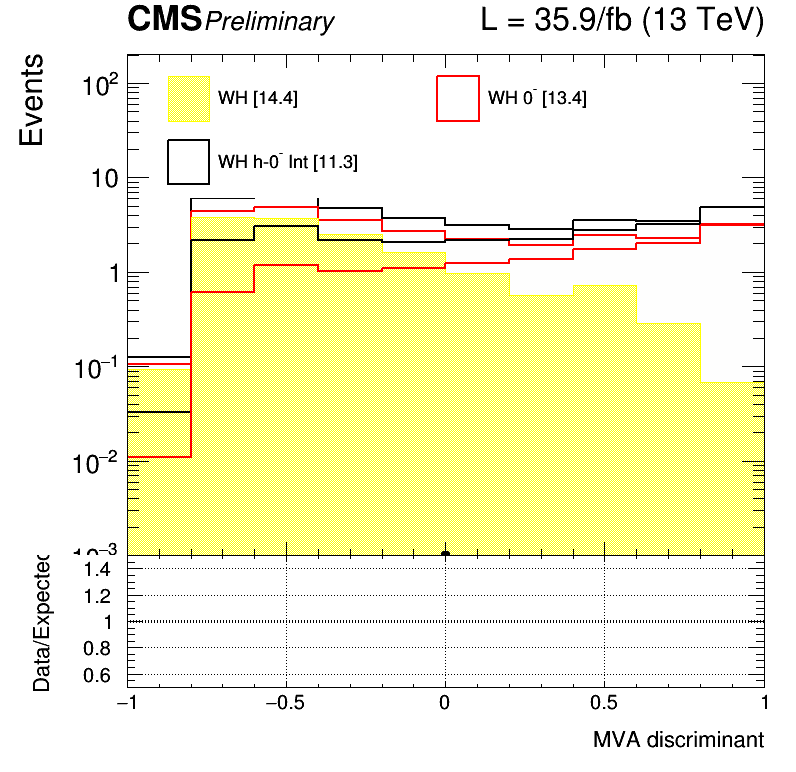 CMS Preliminary L = 35.9/fb (13 TeV)
Events
10²
10
1
10⁻¹
10⁻²
10⁻³
WH [14.4]
WH 0⁻ [13.4]
WH h-0⁻ Int [11.3]
Data/Expected
1.4
1.2
1
0.8
0.6
−1 −0.5 0 0.5 1
MVA discriminant